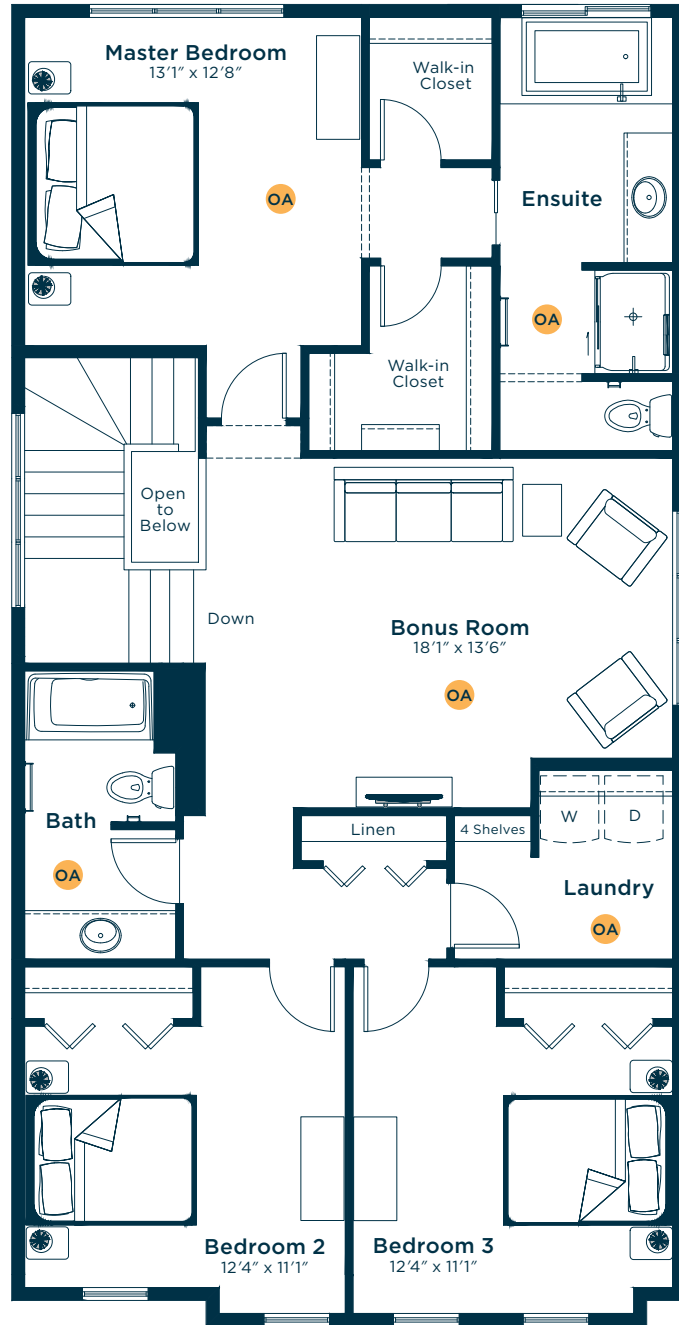 Master Bedroom
13'1" x 12'8"
Walk-in
Closet
OA
Ensuite
OA
Walk-in
Closet
Open
to
Below
Down
Bonus Room
18'1" x 13'6"
OA
Bath
OA
Linen
4 Shelves
W
D
Laundry
OA
Bedroom 2
12'4" x 11'1"
Bedroom 3
12'4" x 11'1"